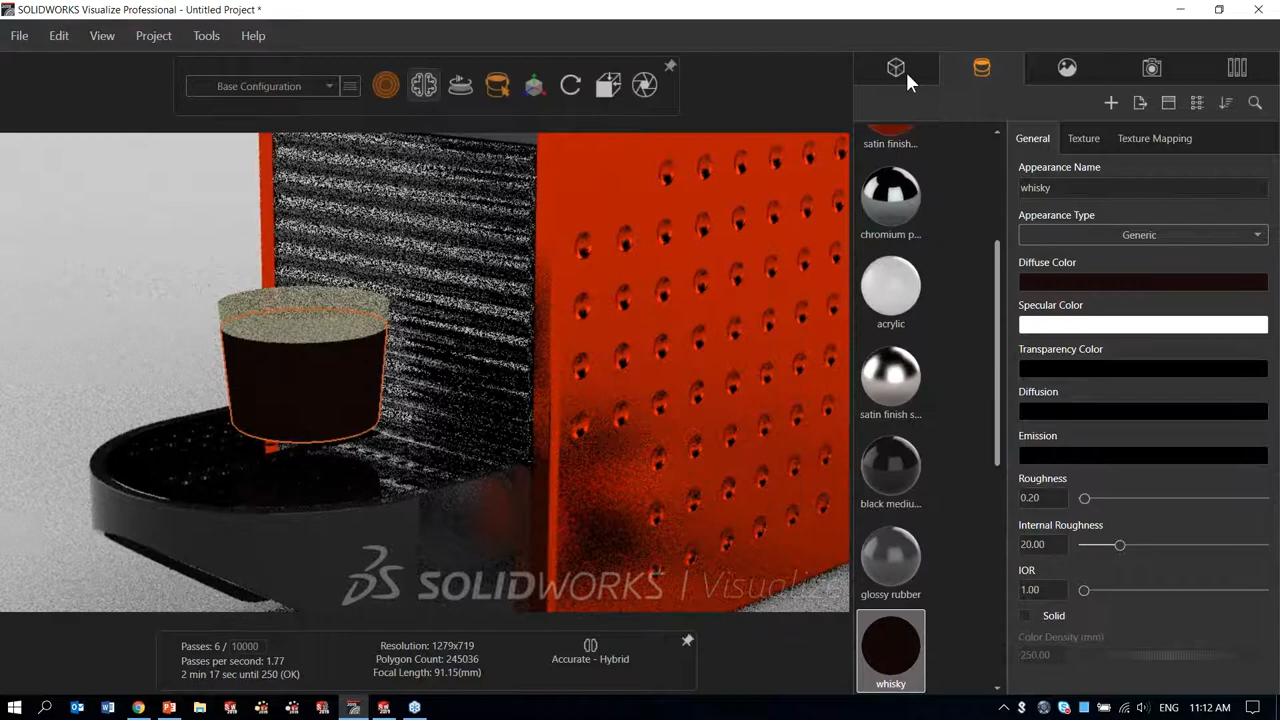 SOLIDWORKS Visualize Professional - Untitled Project *
File Edit View Project Tools Help
Base Configuration
General Texture Texture Mapping
Appearance Name
whisky
Appearance Type
Generic
Diffuse Color
Specular Color
Transparency Color
Diffusion
Emission
Roughness
0.20
Internal Roughness
20.00
IOR
1.00
Solid
Color Density (mm)
250.00
satin finish...
chromium p...
acrylic
satin finish s...
black mediu...
glossy rubber
whisky
SOLIDWORKS | Visualize
Passes: 6 / 10000
Passes per second: 1.77
2 min 17 sec until 250 (OK)
Resolution: 1279x719
Polygon Count: 245036
Focal Length: 91.15(mm)
Accurate - Hybrid
11:12 AM